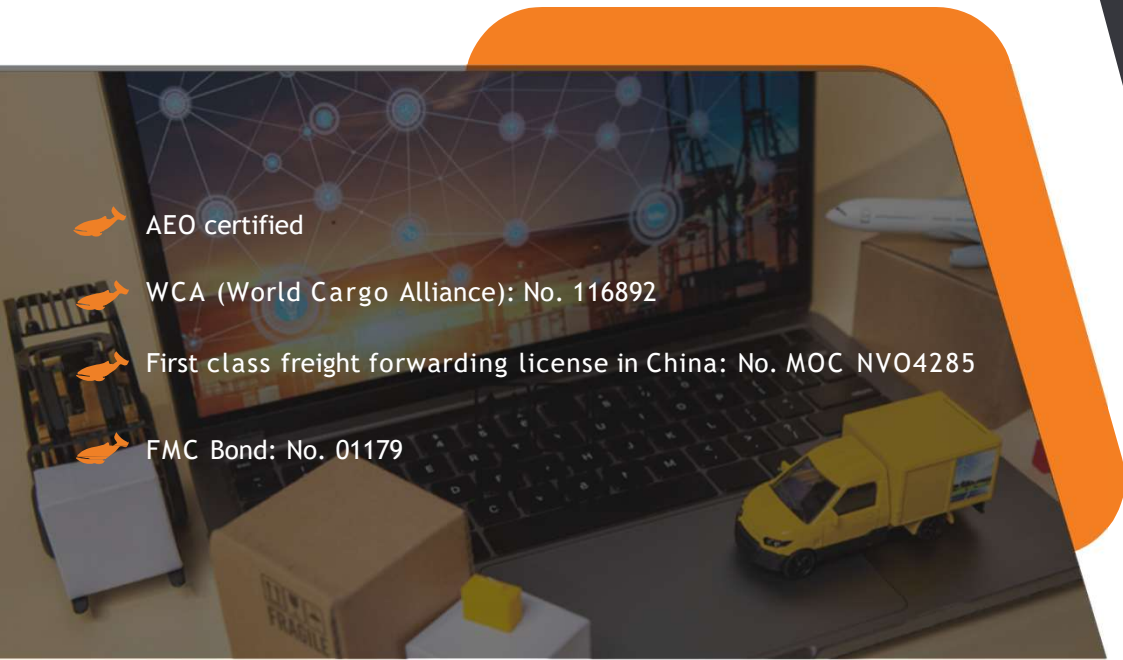 AEO certified
WCA (World Cargo Alliance): No. 116892
First class freight forwarding license in China: No. MOC NVO4285
FMC Bond: No. 01179
FRAGILE